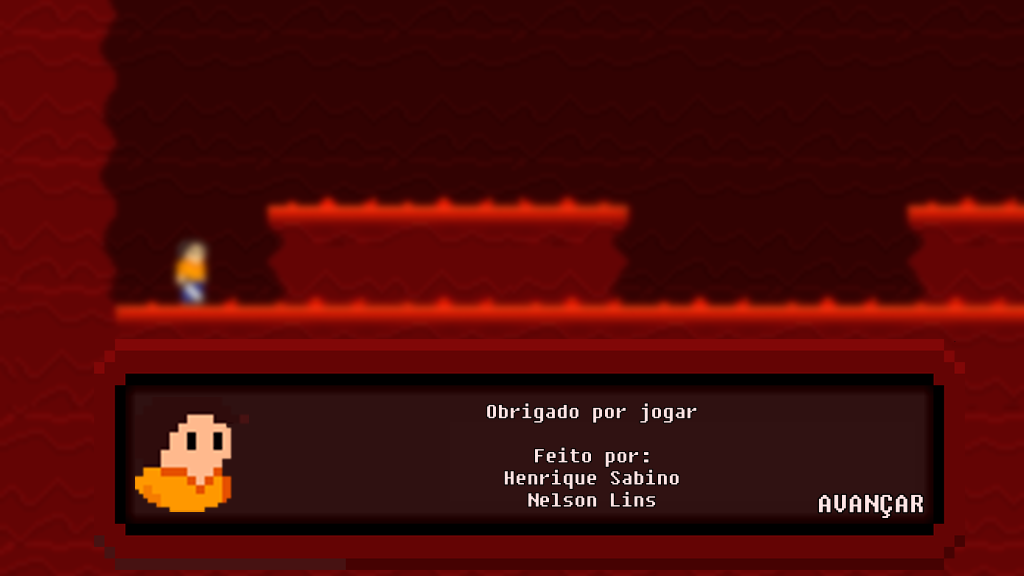 Obrigado por jogar
Feito por:
Henrique Sabino
Nelson Lins
AVANÇAR